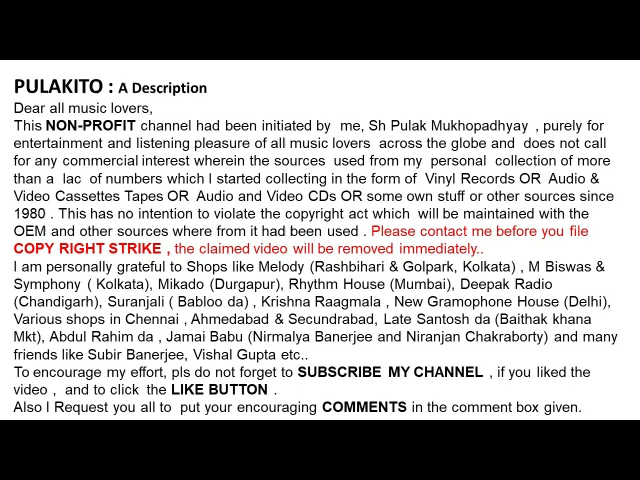 PULAKITO : A Description
Dear all music lovers,
This NON-PROFIT channel had been initiated by me, Sh Pulak Mukhopadhyay , purely for
entertainment and listening pleasure of all music lovers across the globe and does not call
for any commercial interest wherein the sources used from my personal collection of more
than a lac of numbers which I started collecting in the form of Vinyl Records OR Audio &
Video Cassettes Tapes OR Audio and Video CDs OR some own stuff or other sources since
1980 . This has no intention to violate the copyright act which will be maintained with the
OEM and other sources where from it had been used . Please contact me before you file
COPY RIGHT STRIKE , the claimed video will be removed immediately..
I am personally grateful to Shops like Melody (Rashbihari & Golpark, Kolkata) , M Biswas &
Symphony ( Kolkata), Mikado (Durgapur), Rhythm House (Mumbai), Deepak Radio
(Chandigarh), Suranjali ( Babloo da) , Krishna Raagmala , New Gramophone House (Delhi),
Various shops in Chennai , Ahmedabad & Secundrabad, Late Santosh da (Baithak khana
Mkt), Abdul Rahim da , Jamai Babu (Nirmalya Banerjee and Niranjan Chakraborty) and many
friends like Subir Banerjee, Vishal Gupta etc..
To encourage my effort, pls do not forget to SUBSCRIBE MY CHANNEL , if you liked the
video , and to click the LIKE BUTTON .
Also I Request you all to put your encouraging COMMENTS in the comment box given.